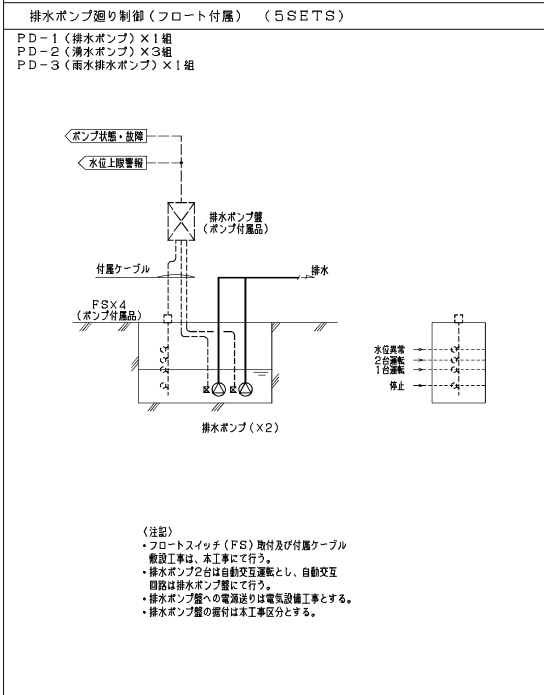 排水ポンプ廻り制御(フロート付属) (5SETS)
PD-1(排水ポンプ)×1組
PD-2(湧水ポンプ)×3組
PD-3(雨水排水ポンプ)×1組
ポンプ状態・故障
水位上限警報
排水ポンプ盤
(ポンプ付属品)
付属ケーブル
排水
FS×4
(ポンプ付属品)
水位異常
2台運転
1台運転
停止
排水ポンプ(×2)
〈注記〉
・フロートスイッチ(FS)取付及び付属ケーブル
敷設工事は、本工事にて行う。
・排水ポンプ2台は自動交互運転とし、自動交互
回路は排水ポンプ盤にて行う。
・排水ポンプ盤への電源送りは電気設備工事とする。
・排水ポンプ盤の据付は本工事区分とする。